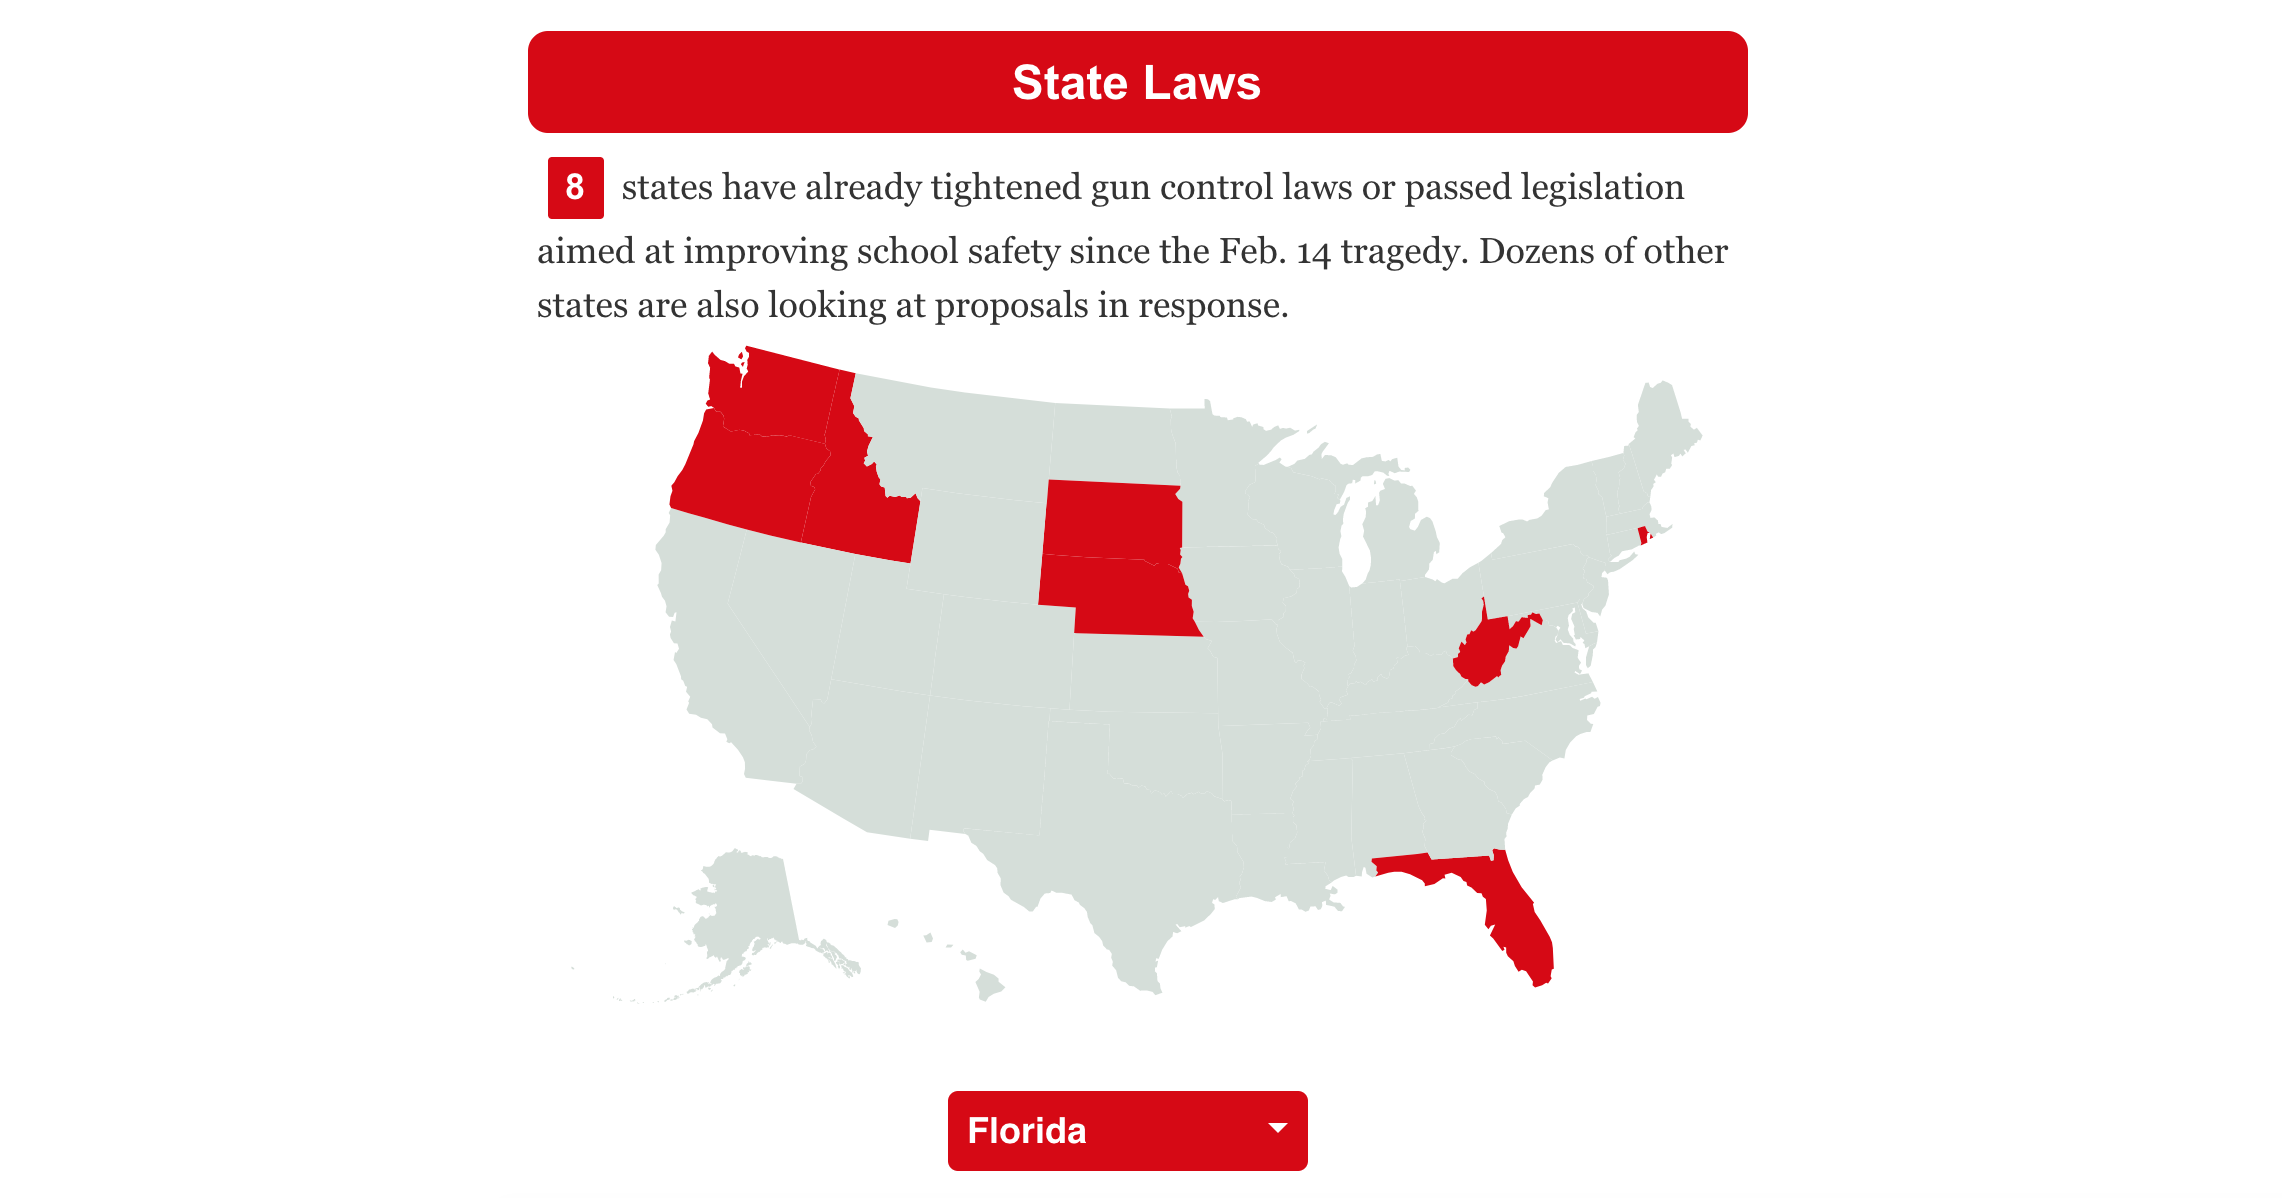 State Laws
8 states have already tightened gun control laws or passed legislation
aimed at improving school safety since the Feb. 14 tragedy. Dozens of other
states are also looking at proposals in response.
Florida